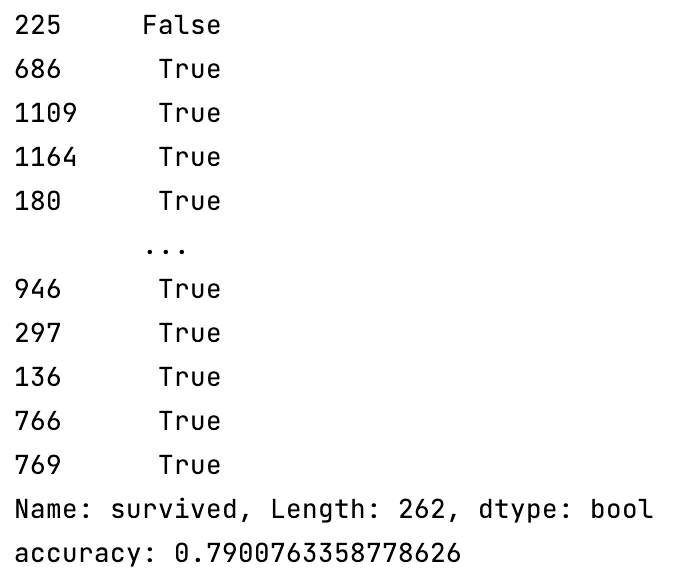 225     False
686      True
1109     True
1164     True
180      True
        ...
946      True
297      True
136      True
766      True
769      True
Name: survived, Length: 262, dtype: bool
accuracy: 0.7900763358778626